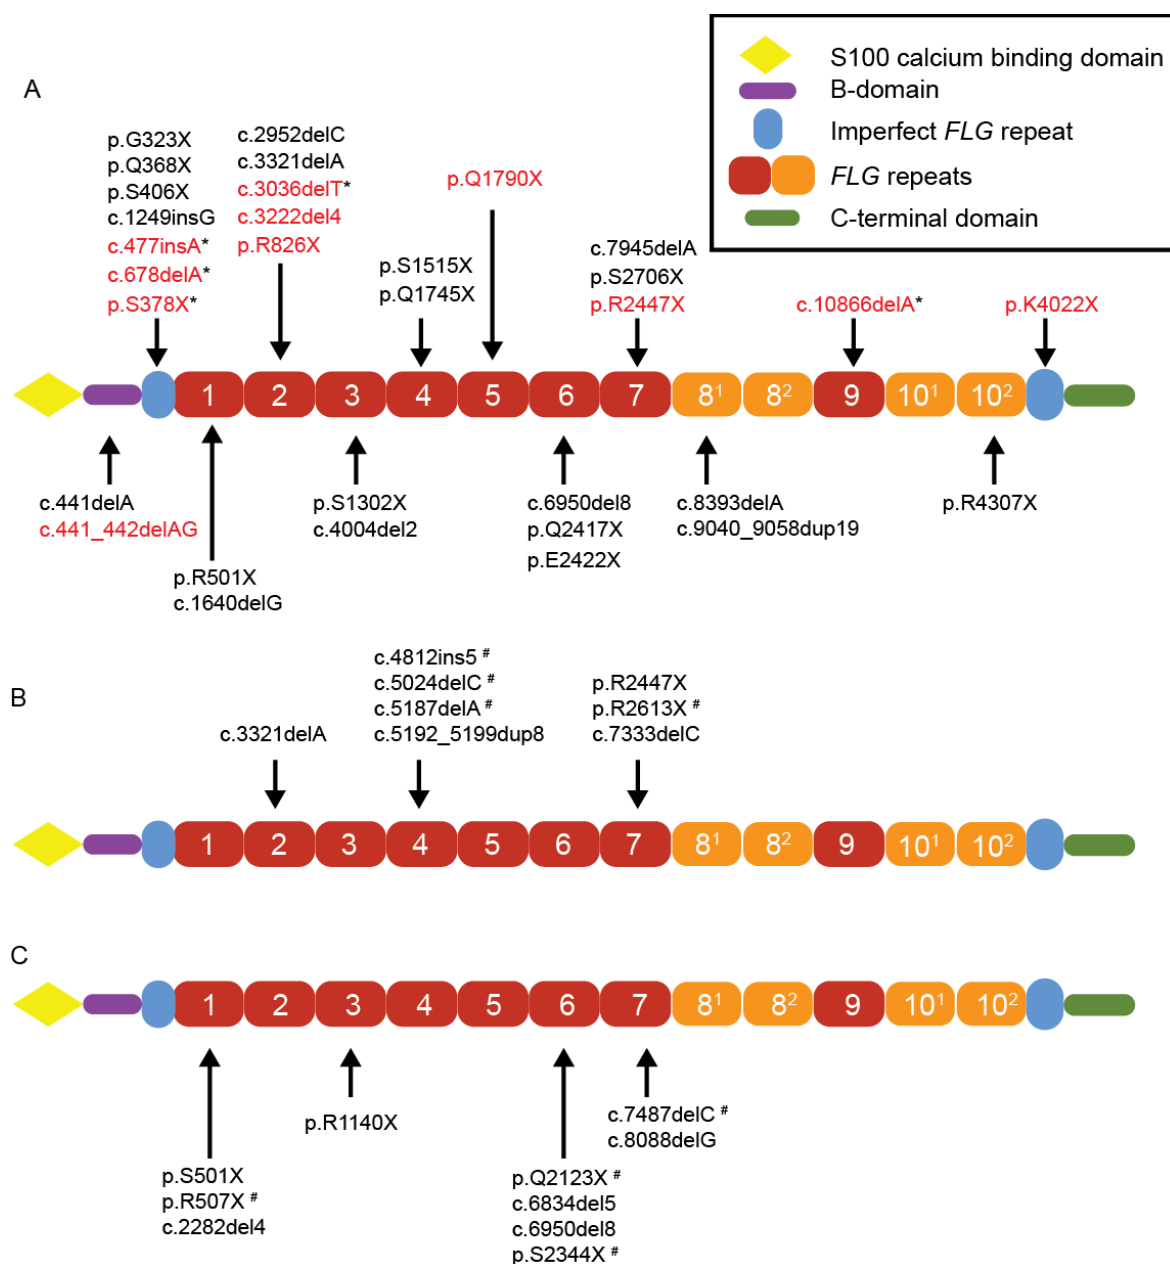 S100 calcium binding domain
B-domain
Imperfect FLG repeat
FLG repeats
C-terminal domain
A
p.G323X
p.Q368X
p.S406X
c.1249insG
c.477insA*
c.678delA*
p.S378X*
c.2952delC
c.3321delA
c.3036delT*
c.3222del4
p.R826X
p.S1515X
p.Q1745X
p.Q1790X
c.7945delA
p.S2706X
p.R2447X
c.10866delA*
p.K4022X
1 2 3 4 5 6 7 8¹ 8² 9 10¹ 10²
c.441delA
c.441_442delAG
p.R501X
c.1640delG
p.S1302X
c.4004del2
c.6950del8
p.Q2417X
p.E2422X
c.8393delA
c.9040_9058dup19
p.R4307X
B
c.3321delA
c.4812ins5 #
c.5024delC #
c.5187delA #
c.5192_5199dup8
p.R2447X
p.R2613X #
c.7333delC
1 2 3 4 5 6 7 8¹ 8² 9 10¹ 10²
C
1 2 3 4 5 6 7 8¹ 8² 9 10¹ 10²
p.S501X
p.R507X #
c.2282del4
p.R1140X
p.Q2123X #
c.6834del5
c.6950del8
p.S2344X #
c.7487delC #
c.8088delG